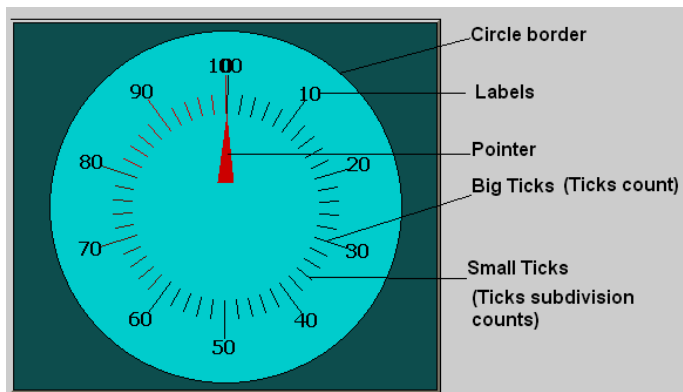 100
10
20
30
40
50
60
70
80
90
Circle border
Labels
Pointer
Big Ticks (Ticks count)
Small Ticks
(Ticks subdivision
counts)